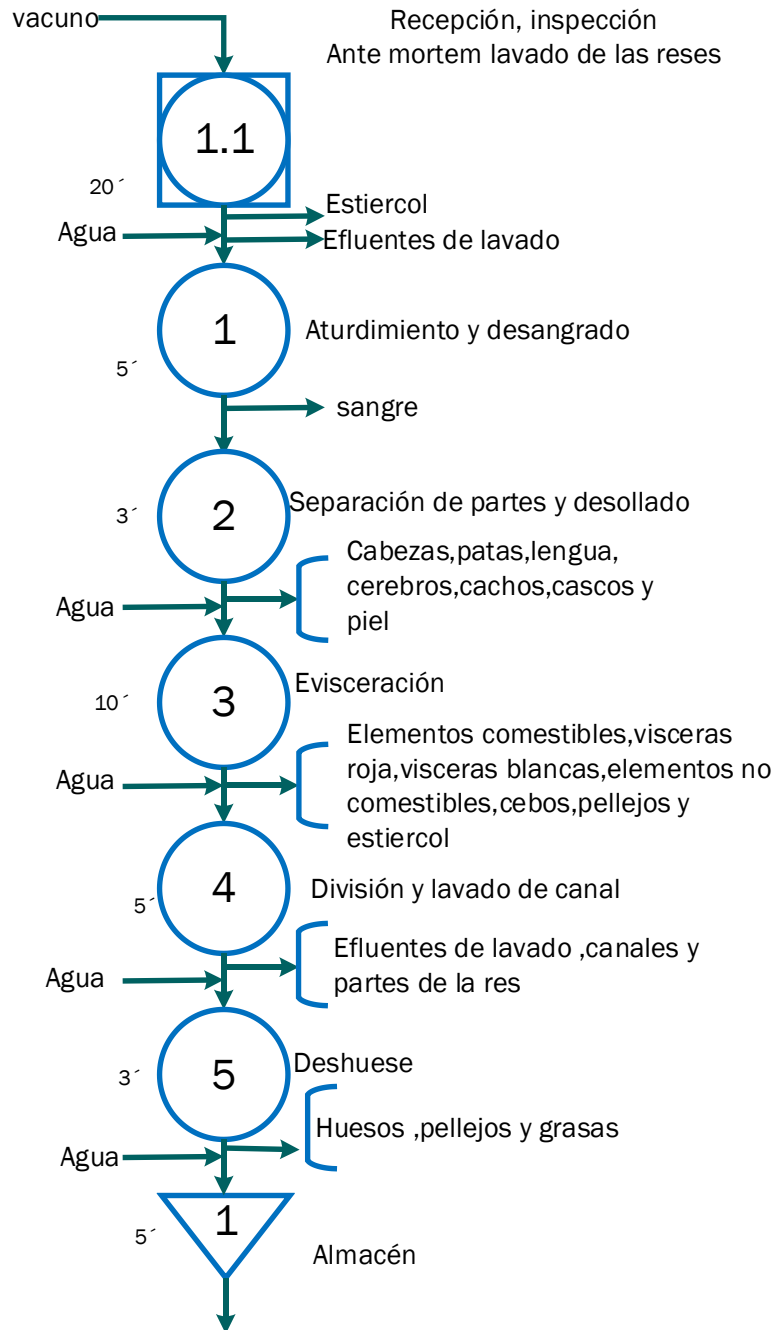 vacuno
Recepción, inspección
Ante mortem lavado de las reses
1.1
20´
Estiercol
Agua
Efluentes de lavado
1
Aturdimiento y desangrado
5´
sangre
2
Separación de partes y desollado
3´
Cabezas,patas,lengua,
cerebros,cachos,cascos y
piel
Agua
3
Evisceración
10´
Elementos comestibles,visceras
roja,visceras blancas,elementos no
comestibles,cebos,pellejos y
estiercol
Agua
4
División y lavado de canal
5´
Efluentes de lavado ,canales y
partes de la res
Agua
5
Deshuese
3´
Huesos ,pellejos y grasas
Agua
1
5´
Almacén